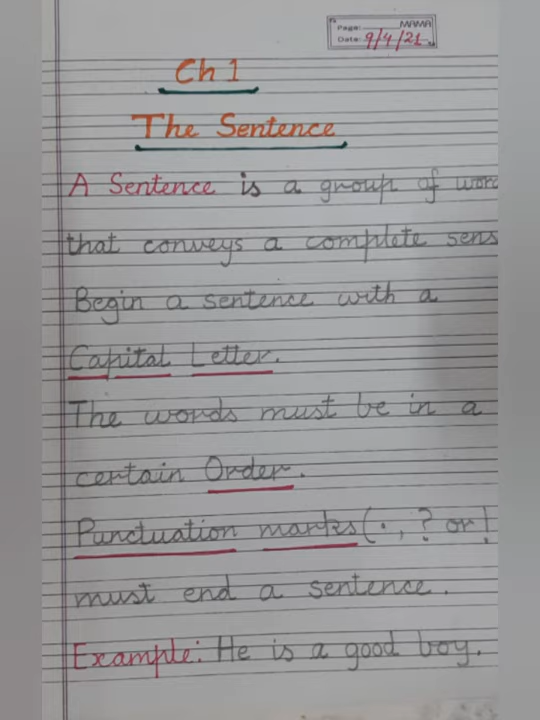 Page: MAMA
Date: 9/4/21
Ch 1
The Sentence
A Sentence is a group of word
that conveys a complete sens
Begin a sentence with a
Capital Letter.
The words must be in a
certain Order.
Punctuation marks (., ? or !
must end a sentence.
Example: He is a good boy.